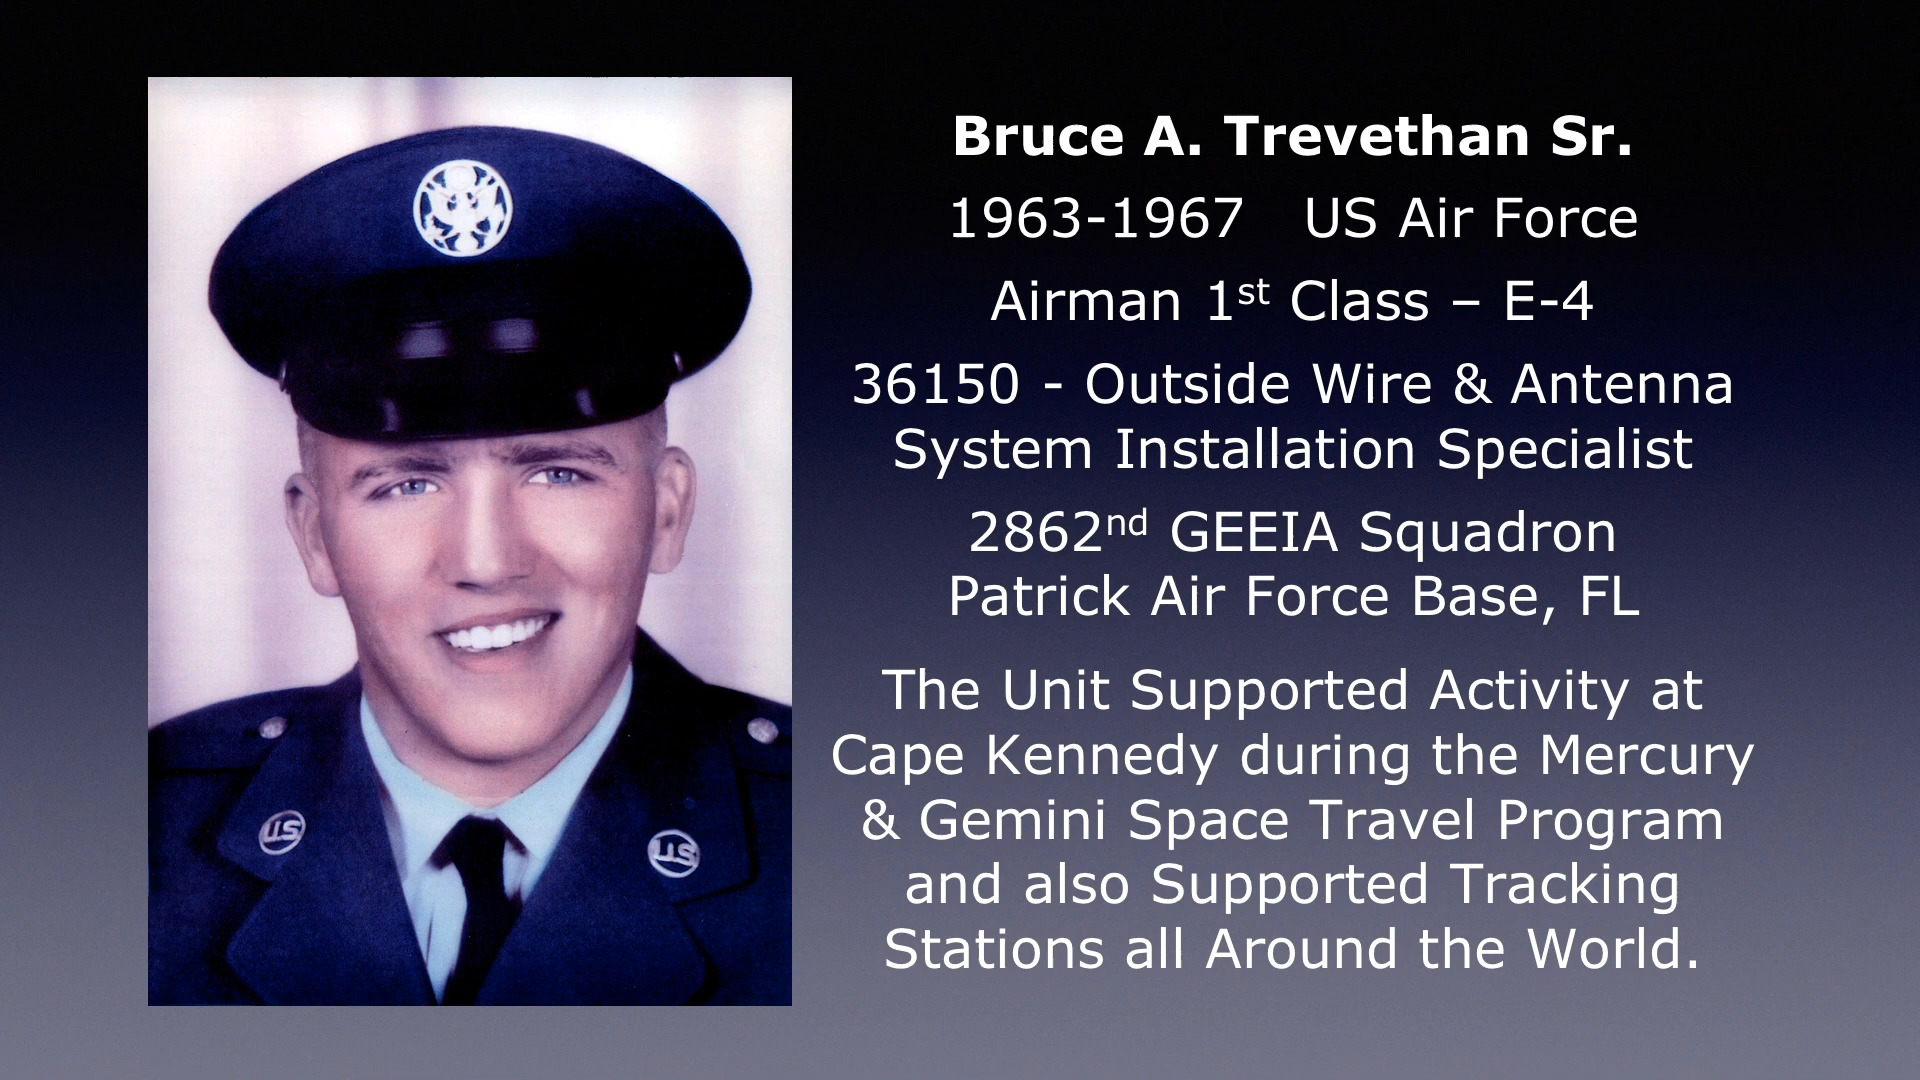 Bruce A. Trevethan Sr.
1963-1967 US Air Force
Airman 1st Class – E-4
36150 - Outside Wire & Antenna
System Installation Specialist
2862nd GEEIA Squadron
Patrick Air Force Base, FL
The Unit Supported Activity at
Cape Kennedy during the Mercury
& Gemini Space Travel Program
and also Supported Tracking
Stations all Around the World.
U.S
U.S